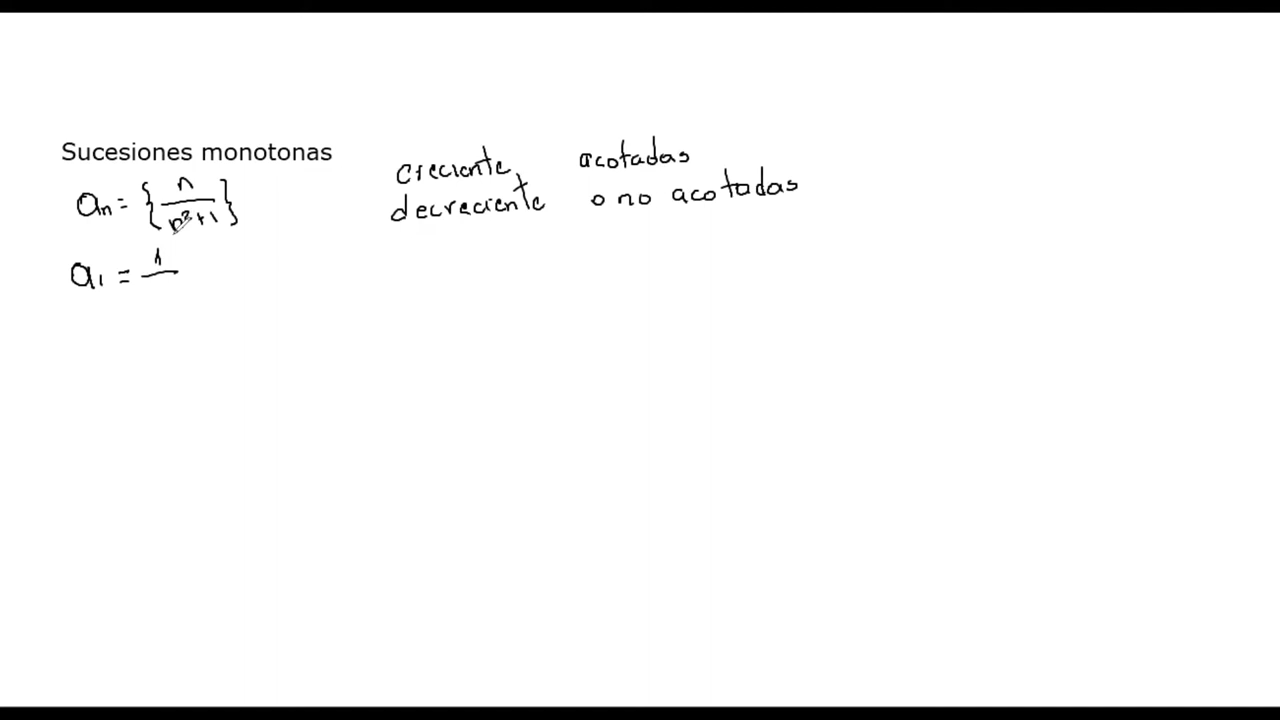 Sucesiones monotonas
creciente acotadas
decreciente o no acotadas
an = { n / n²+1 }
a1 = 1